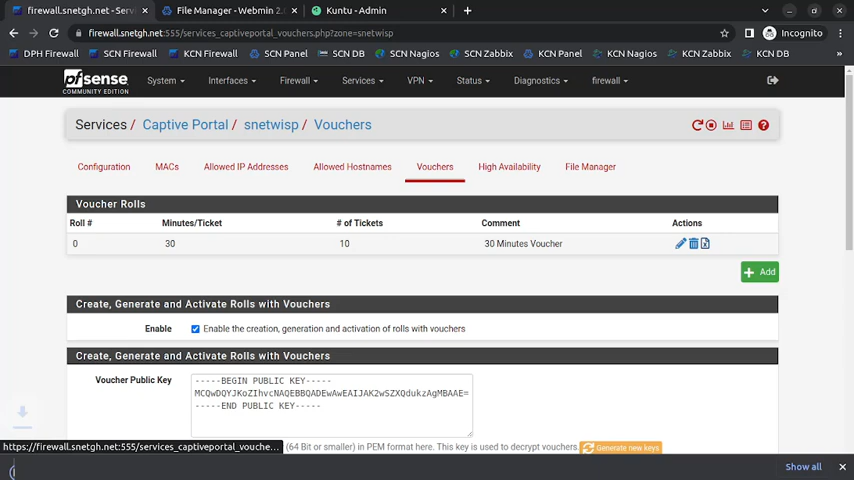 firewall.snetgh.net - Serv
File Manager - Webmin 2.
Kuntu - Admin
firewall.snetgh.net:555/services_captiveportal_vouchers.php?zone=snetwisp
Incognito
DPH Firewall
SCN Firewall
KCN Firewall
SCN Panel
SCN DB
SCN Nagios
SCN Zabbix
KCN Panel
KCN Nagios
KCN Zabbix
KCN DB
»
pfsense
COMMUNITY EDITION
System
Interfaces
Firewall
Services
VPN
Status
Diagnostics
firewall
Services / Captive Portal / snetwisp / Vouchers
Configuration
MACs
Allowed IP Addresses
Allowed Hostnames
Vouchers
High Availability
File Manager
Voucher Rolls
Roll # Minutes/Ticket # of Tickets Comment Actions
0 30 10 30 Minutes Voucher
Add
Create, Generate and Activate Rolls with Vouchers
Enable Enable the creation, generation and activation of rolls with vouchers
Create, Generate and Activate Rolls with Vouchers
Voucher Public Key
-----BEGIN PUBLIC KEY-----
MCQwDQYJKoZIhvcNAQEBBQADEwAwEAIJAK2wSZXQdukzAgMBAAE=
-----END PUBLIC KEY-----
https://firewall.snetgh.net:555/services_captiveportal_vouche...
(64 Bit or smaller) in PEM format here. This key is used to decrypt vouchers.
Generate new keys
Show all